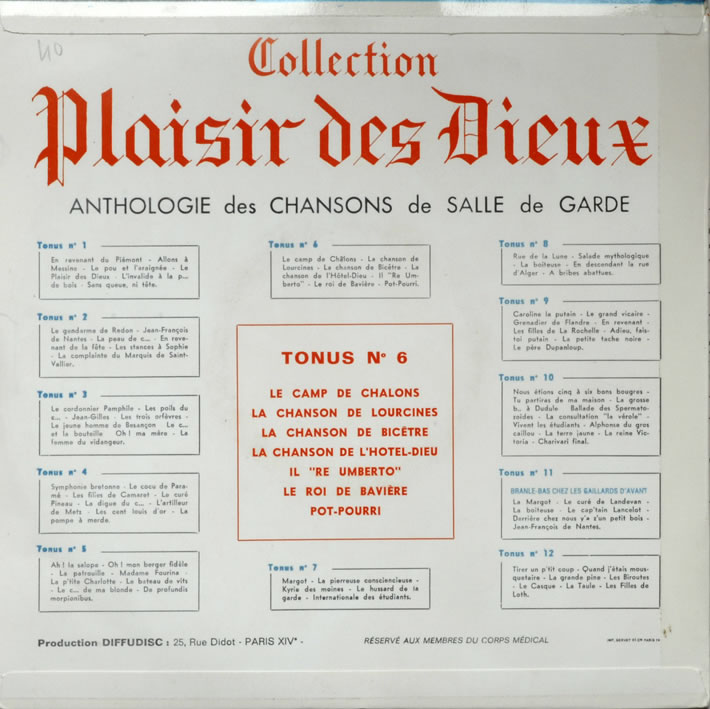 40
Collection
Plaisir des Dieux
ANTHOLOGIE des CHANSONS de SALLE de GARDE
Tonus n° 1
En revenant du Piémont - Allons à
Messine - Le pou et l'araignée - Le
Plaisir des Dieux - L'invalide à la p...
de bois - Sans queue, ni tête.
Tonus n° 2
Le gendarme de Redon - Jean-François
de Nantes - La peau de c... - En reve-
nant de la fête - Les stances à Sophie
- La complainte du Marquis de Saint-
Vallier.
Tonus n° 3
Le cordonnier Pamphile - Les poils du
c... - Jean-Gilles - Les trois orfèvres -
Le jeune homme de Besançon - Le c...
et la bouteille - Oh ! ma mère - La
femme du vidangeur.
Tonus n° 4
Symphonie bretonne - Le cocu de Para-
mé - Les filles de Camaret - Le curé
Pineau - La digue du c... - L'artilleur
de Metz - Les cent louis d'or - La
pompe à merde.
Tonus n° 5
Ah ! la salope - Oh ! mon berger fidèle
- La patrouille - Madame Fourina -
La p'tite Charlotte - Le bateau de vits
- Le c... de ma blonde - De profundis
morpionibus.
Tonus n° 6
Le camp de Châlons - La chanson de
Lourcines - La chanson de Bicêtre - La
chanson de l'Hôtel-Dieu - Il "Re Um-
berto" - Le roi de Bavière - Pot-Pourri.
TONUS N° 6
LE CAMP DE CHALONS
LA CHANSON DE LOURCINES
LA CHANSON DE BICÊTRE
LA CHANSON DE L'HOTEL-DIEU
IL "RE UMBERTO"
LE ROI DE BAVIÈRE
POT-POURRI
Tonus n° 7
Margot - La pierreuse consciencieuse -
Kyrie des moines - Le hussard de la
garde - Internationale des étudiants.
Tonus n° 8
Rue de la Lune - Salade mythologique
- La boiteuse - En descendant la rue
d'Alger - A bribes abattues.
Tonus n° 9
Caroline la putain - Le grand vicaire -
Grenadier de Flandre - En revenant -
Les filles de La Rochelle - Adieu, fais-
toi putain - La petite tache noire -
Le père Dupanloup.
Tonus n° 10
Nous étions cinq à six bons bougres -
Tu partiras de ma maison - La grosse
b.. à Dudule Ballade des Spermato-
zoïdes - La consultation "la vérole" -
Vivent les étudiants - Alphonse du gros
caillou - La terre jaune - La reine Vic-
toria - Charivari final.
Tonus n° 11
BRANLE-BAS CHEZ LES GAILLARDS D'AVANT
La Margot - Le curé de Landévan -
La boiteuse - Le cap'tain Lancelot -
Derrière chez nous y'a z'un petit bois -
Jean-François de Nantes.
Tonus n° 12
Tirer un p'tit coup - Quand j'étais mous-
quetaire - La grande pine - Les Biroutes
- Le Casque - La Taule - Les Filles de
Loth.
Production DIFFUDISC : 25, Rue Didot - PARIS XIVe -
RÉSERVÉ AUX MEMBRES DU CORPS MÉDICAL